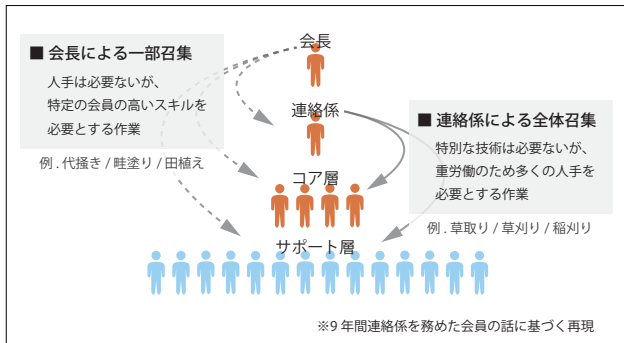 会長
■ 会長による一部召集
人手は必要ないが、
特定の会員の高いスキルを
必要とする作業
例 . 代掻き / 畦塗り / 田植え
連絡係
■ 連絡係による全体召集
特別な技術は必要ないが、
重労働のため多くの人手を
必要とする作業
例 . 草取り / 草刈り / 稲刈り
コア層
サポート層
※9 年間連絡係を務めた会員の話に基づく再現